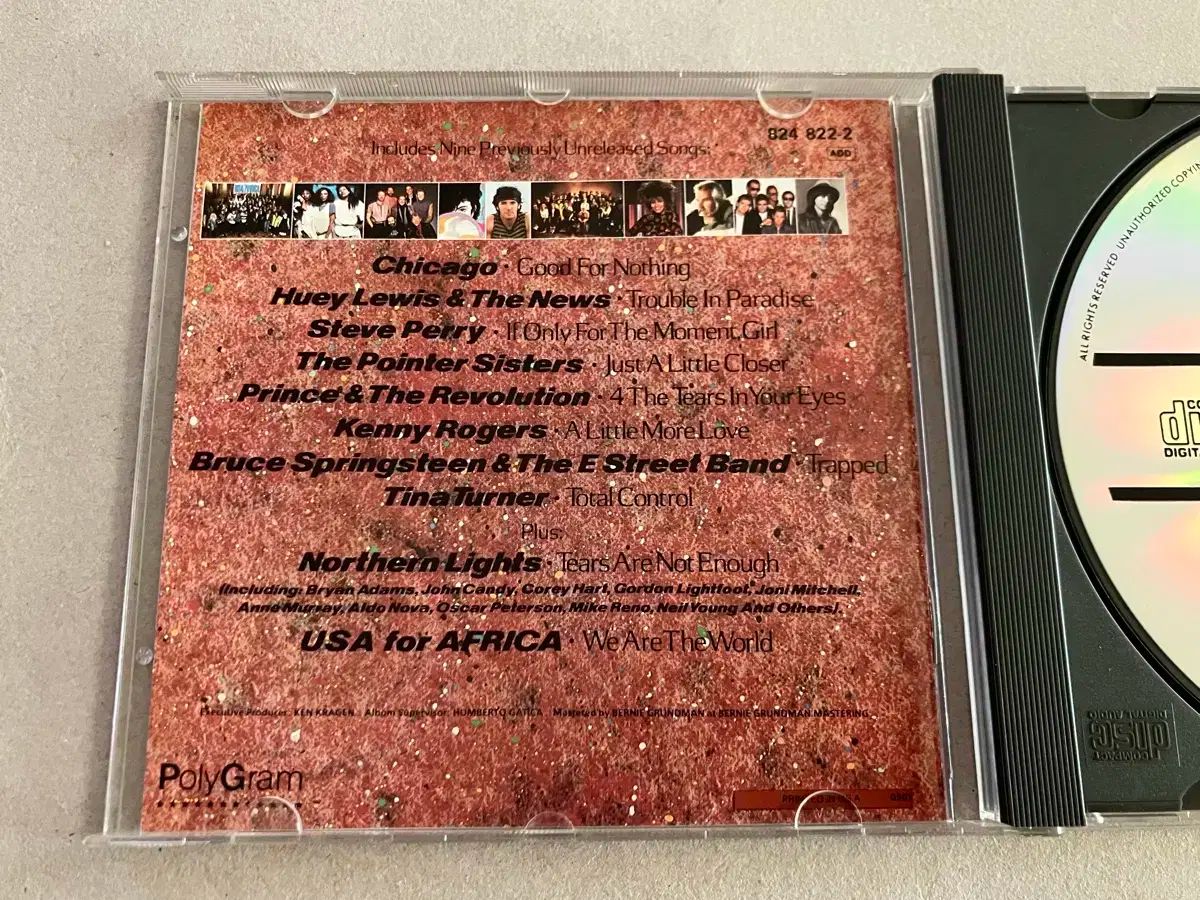 824 822-2
"Includes Nine Previously Unreleased Songs:"
ADD
Chicago · Good For Nothing
Huey Lewis & The News · Trouble In Paradise
Steve Perry · If Only For The Moment, Girl
The Pointer Sisters · Just A Little Closer
Prince & The Revolution · 4 The Tears In Your Eyes
Kenny Rogers · A Little More Love
Bruce Springsteen & The E Street Band · Trapped
Tina Turner · Total Control
Plus:
Northern Lights · Tears Are Not Enough
(Including: Bryan Adams, John Candy, Corey Hart, Gordon Lightfoot, Joni Mitchell,
Anne Murray, Aldo Nova, Oscar Peterson, Mike Reno, Neil Young And Others).
USA for AFRICA · We Are The World
Executive Producer: KEN KRAGEN Album Supervisor: HUMBERTO GATICA Mastered by BERNIE GRUNDMAN at BERNIE GRUNDMAN MASTERING
PolyGram
ALL RIGHTS RESERVED UNAUTHORIZED COPYING
DIGITAL AUDIO
disc
COMPACT